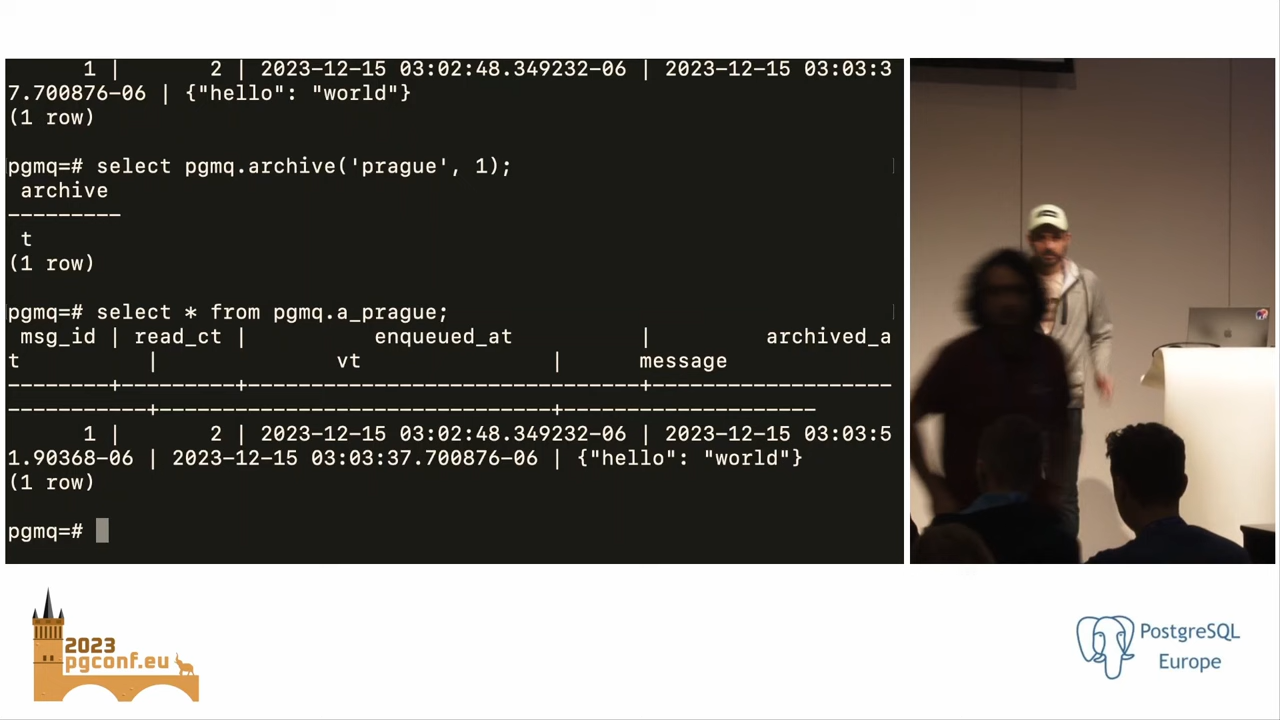 1 | 2 | 2023-12-15 03:02:48.349232-06 | 2023-12-15 03:03:3
7.700876-06 | {"hello": "world"}
(1 row)
pgmq=# select pgmq.archive('prague', 1);
archive
---------
t
(1 row)
pgmq=# select * from pgmq.a_prague;
msg_id | read_ct | enqueued_at | archived_a
t | vt | message
--------+---------+-------------------------------+-------------------
-----------+-------------------------------+--------------------
1 | 2 | 2023-12-15 03:02:48.349232-06 | 2023-12-15 03:03:5
1.90368-06 | 2023-12-15 03:03:37.700876-06 | {"hello": "world"}
(1 row)
pgmq=#
2023
pgconf.eu
PostgreSQL
Europe